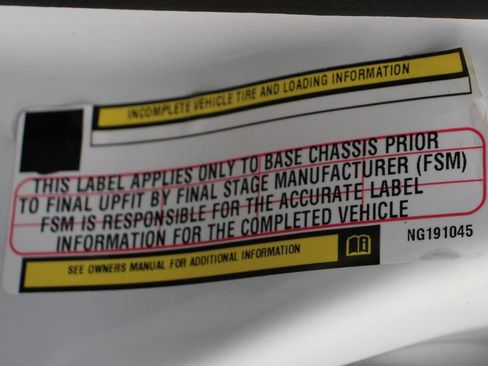 INCOMPLETE VEHICLE TIRE AND LOADING INFORMATION
THIS LABEL APPLIES ONLY TO BASE CHASSIS PRIOR
TO FINAL UPFIT BY FINAL STAGE MANUFACTURER (FSM)
FSM IS RESPONSIBLE FOR THE ACCURATE LABEL
INFORMATION FOR THE COMPLETED VEHICLE
NG191045
SEE OWNERS MANUAL FOR ADDITIONAL INFORMATION